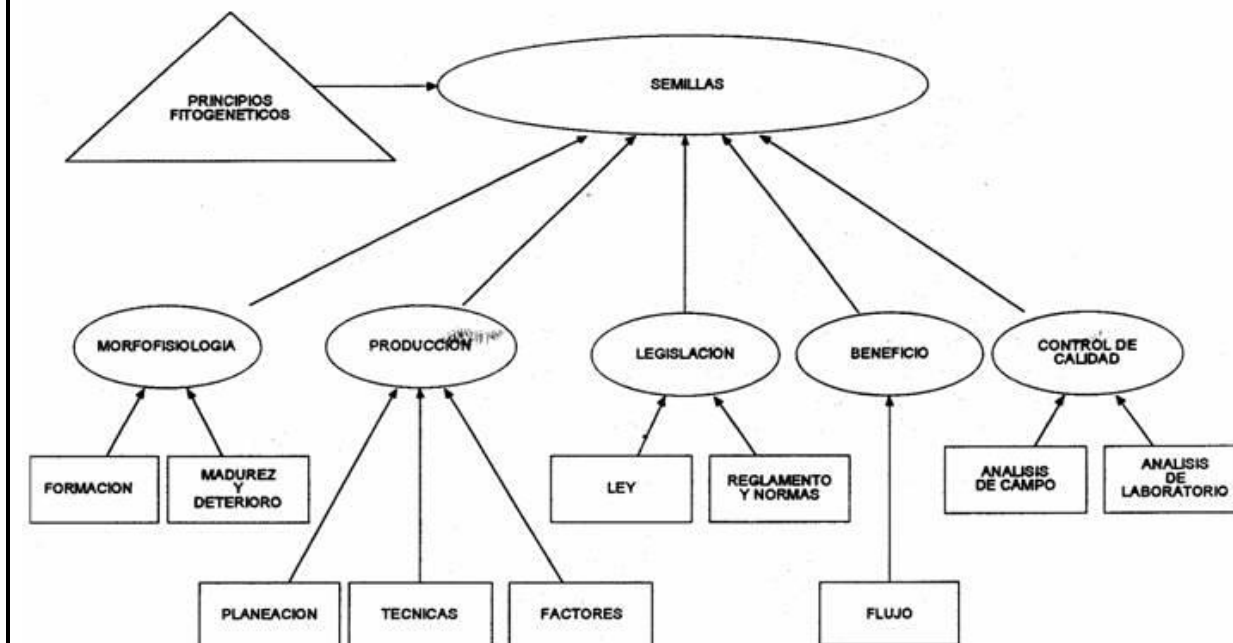 PRINCIPIOS
FITOGENETICOS
SEMILLAS
MORFOFISIOLOGIA
PRODUCCION
LEGISLACION
BENEFICIO
CONTROL DE
CALIDAD
FORMACION
MADUREZ
Y
DETERIORO
LEY
REGLAMENTO
Y NORMAS
ANALISIS
DE CAMPO
ANALISIS
DE
LABORATORIO
PLANEACION
TECNICAS
FACTORES
FLUJO